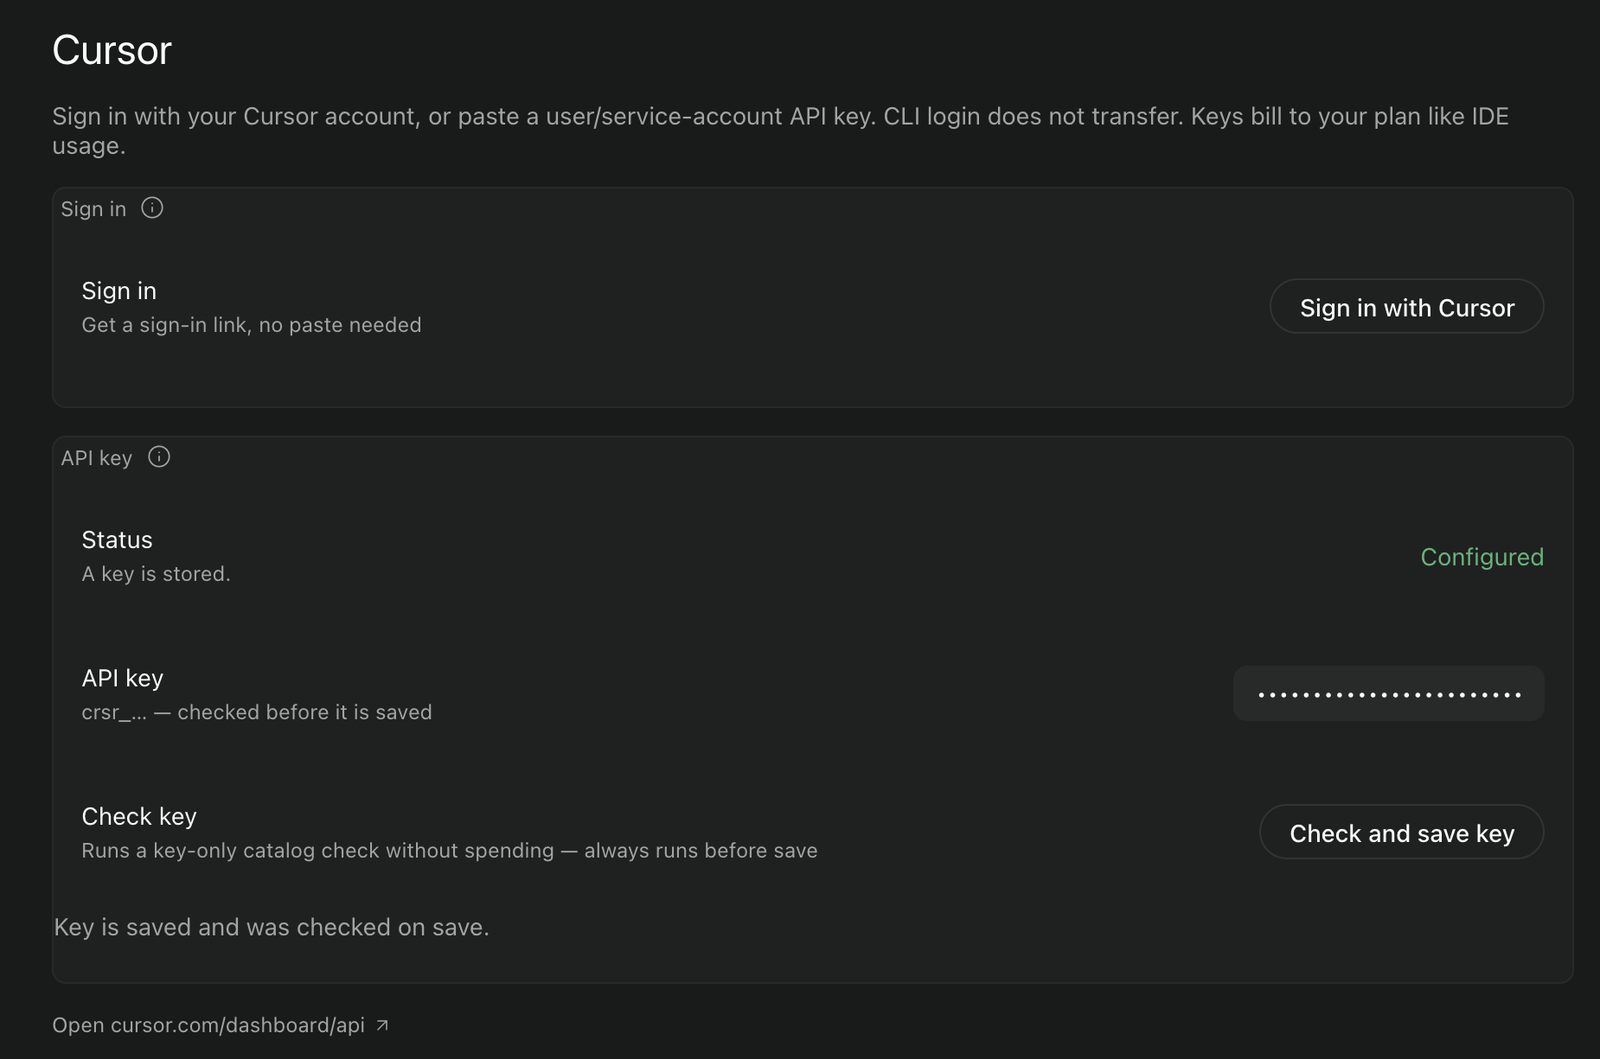 Cursor
Sign in with your Cursor account, or paste a user/service-account API key. CLI login does not transfer. Keys bill to your plan like IDE
usage.
Sign in
Sign in
Get a sign-in link, no paste needed
Sign in with Cursor
API key
Status
A key is stored.
Configured
API key
crsr_... — checked before it is saved
••••••••••••••••••••••••
Check key
Runs a key-only catalog check without spending — always runs before save
Check and save key
Key is saved and was checked on save.
Open cursor.com/dashboard/api ↗